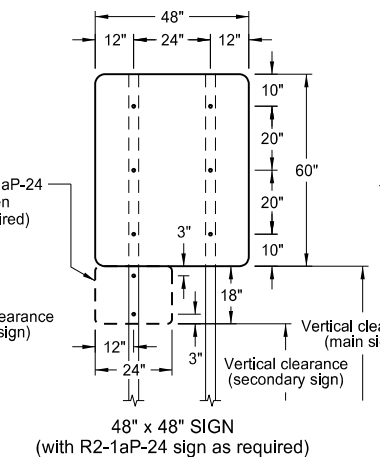 48"
12" 24" 12"
10"
20"
60"
20"
10"
aP-24
en
ired)
3"
18"
12"
24"
3"
earance
sign)
Vertical clea
(main si
Vertical clearance
(secondary sign)
48" x 48" SIGN
(with R2-1aP-24 sign as required)